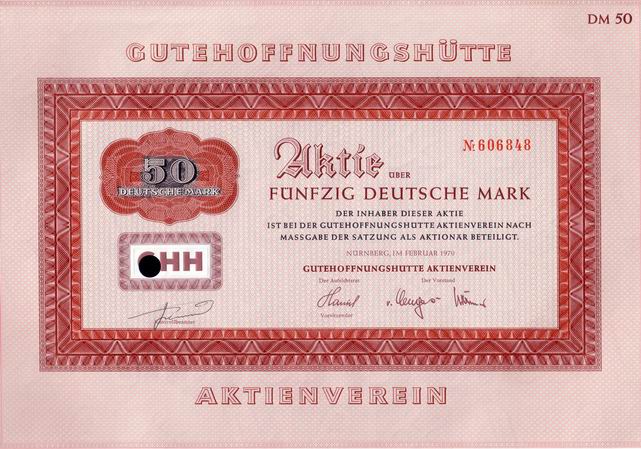 DM 50
GUTEHOFFNUNGSHÜTTE
50
DEUTSCHE MARK
Aktie ÜBER
№ 606848
FÜNFZIG DEUTSCHE MARK
DER INHABER DIESER AKTIE
IST BEI DER GUTEHOFFNUNGSHÜTTE AKTIENVEREIN NACH
MASSGABE DER SATZUNG ALS AKTIONÄR BETEILIGT.
NÜRNBERG, IM FEBRUAR 1970
GUTEHOFFNUNGSHÜTTE AKTIENVEREIN
Der Aufsichtsrat Der Vorstand
Vorsitzender
HH
AKTIENVEREIN